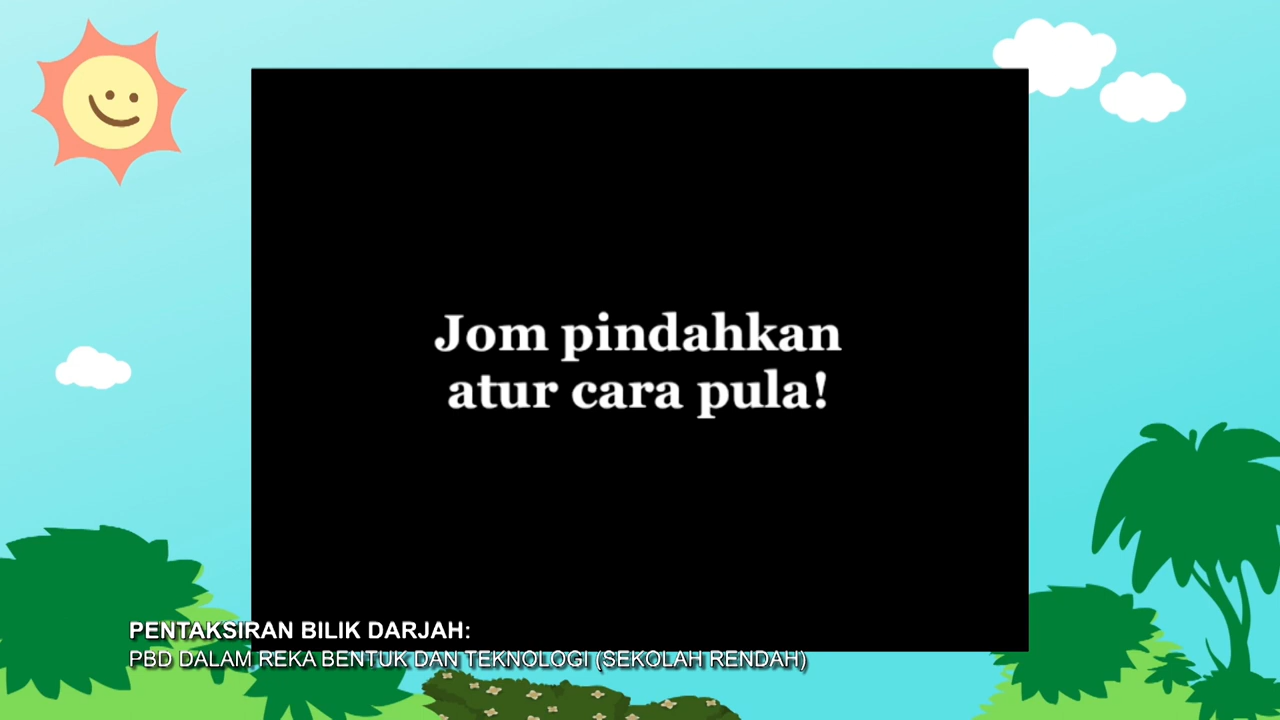 Jom pindahkan
atur cara pula!
PENTAKSIRAN BILIK DARJAH:
PBD DALAM REKA BENTUK DAN TEKNOLOGI (SEKOLAH RENDAH)